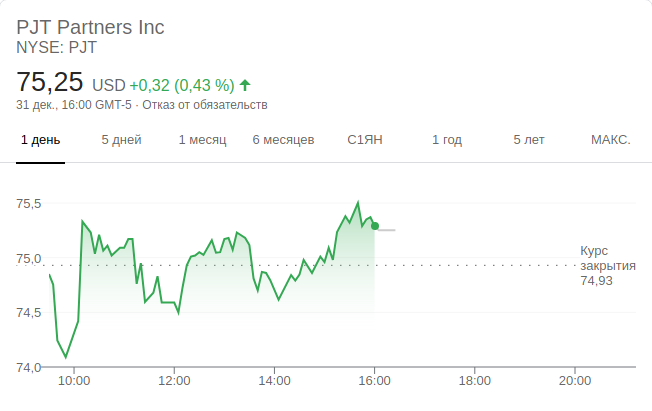 PJT Partners Inc
NYSE: PJT
75,25 USD +0,32 (0,43 %)
31 дек., 16:00 GMT-5 · Отказ от обязательств
1 день 5 дней 1 месяц 6 месяцев С1ЯН 1 год 5 лет МАКС.
75,5
75,0
74,5
74,0
Курс
закрытия
74,93
10:00 12:00 14:00 16:00 18:00 20:00